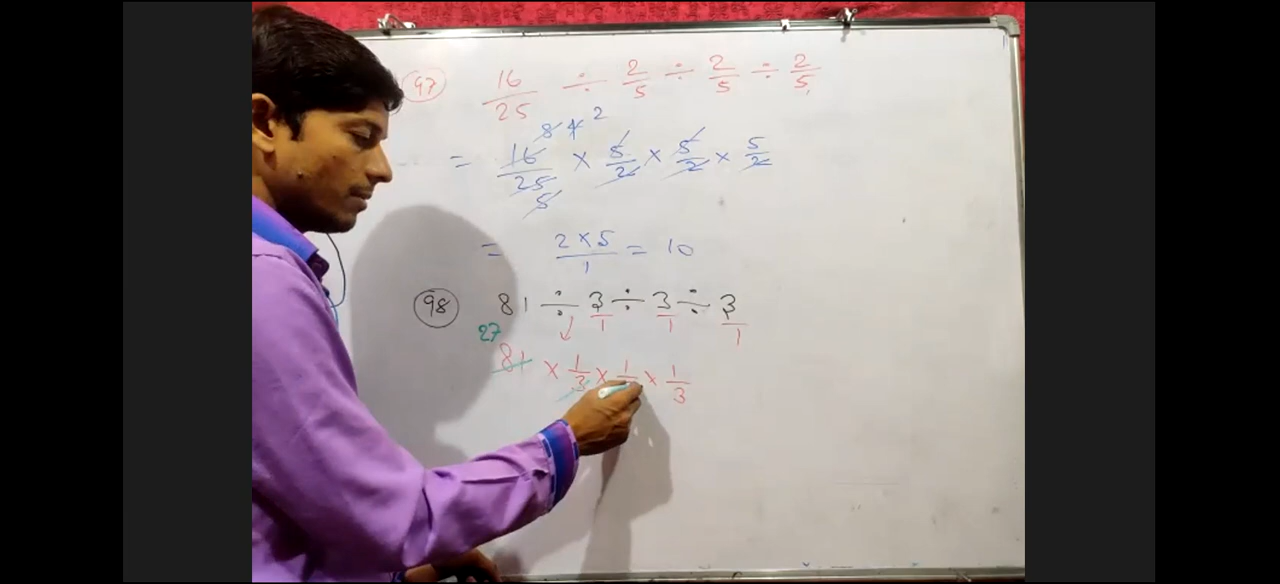 97 16/25 ÷ 2/5 ÷ 2/5 ÷ 2/5
8 4 2
= 16/25 × 5/2 × 5/2 × 5/2
5
= 2×5/1 = 10
98 81 ÷ 3/1 ÷ 3/1 ÷ 3/1
27
81 × 1/3 × 1 × 1/3